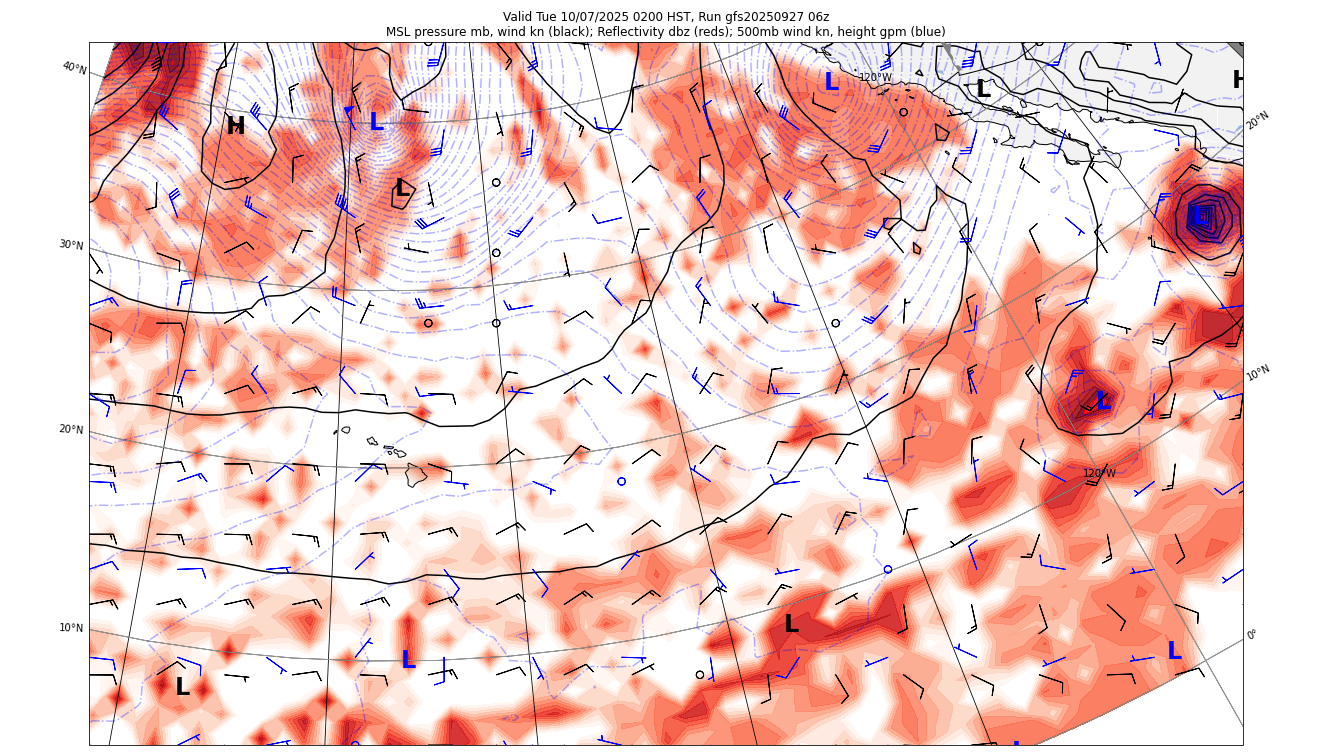 Valid Tue 10/07/2025 0200 HST, Run gfs20250927 06z
MSL pressure mb, wind kn (black); Reflectivity dbz (reds); 500mb wind kn, height gpm (blue)
40°N
120°W
L
L
H
20°N
H
L
L
L
30°N
10°N
L
20°N
120°W
10°N
L
0°
L
L
L
L